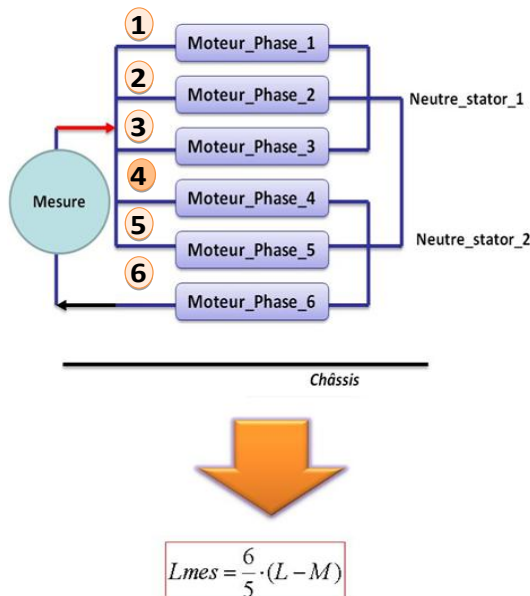 1
Moteur_Phase_1
2
Moteur_Phase_2
Neutre_stator_1
3
Moteur_Phase_3
4
Moteur_Phase_4
Mesure
5
Moteur_Phase_5
Neutre_stator_2
6
Moteur_Phase_6
Châssis
Lmes = 6/5 · (L − M)